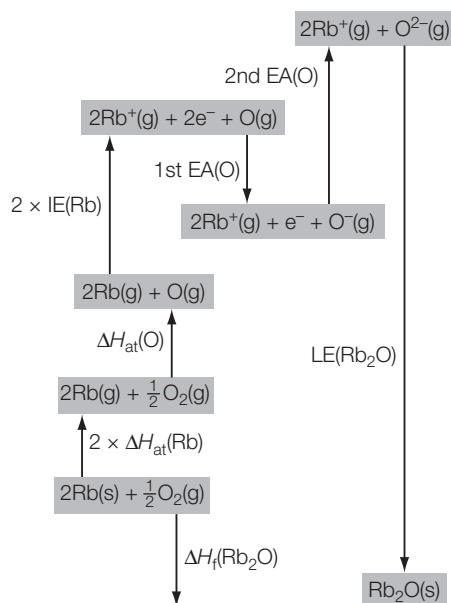 2Rb⁺(g) + O²⁻(g)
2nd EA(O)
2Rb⁺(g) + 2e⁻ + O(g)
1st EA(O)
2 × IE(Rb)
2Rb⁺(g) + e⁻ + O⁻(g)
2Rb(g) + O(g)
ΔHat(O)
LE(Rb₂O)
2Rb(g) + ½O₂(g)
2 × ΔHat(Rb)
2Rb(s) + ½O₂(g)
ΔHf(Rb₂O)
Rb₂O(s)